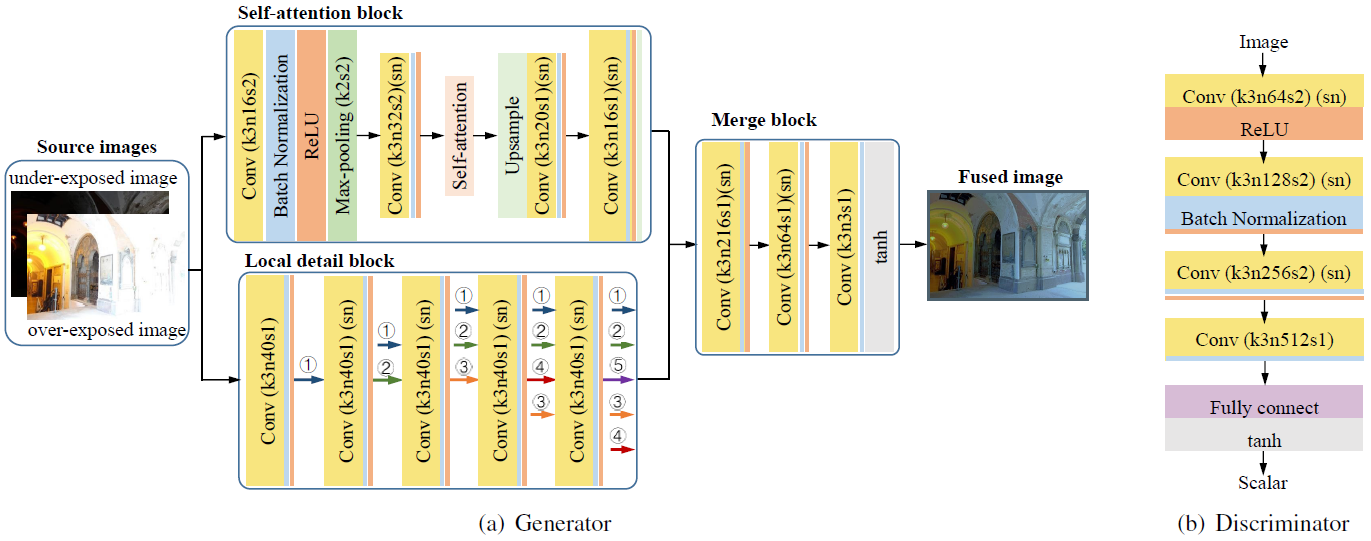 Self-attention block
Conv (k3n16s2)
Batch Normalization
ReLU
Max-pooling (k2s2)
Conv (k3n32s2)(sn)
Self-attention
Upsample
Conv (k3n20s1)(sn)
Conv (k3n16s1)(sn)
Source images
under-exposed image
over-exposed image
Local detail block
Conv (k3n40s1)
①
Conv (k3n40s1) (sn)
①
②
Conv (k3n40s1) (sn)
①
②
③
Conv (k3n40s1) (sn)
①
②
④
③
Conv (k3n40s1) (sn)
①
②
⑤
③
④
Merge block
Conv (k3n216s1)(sn)
Conv (k3n64s1)(sn)
Conv (k3n3s1)
tanh
Fused image
(a) Generator
Image
Conv (k3n64s2) (sn)
ReLU
Conv (k3n128s2) (sn)
Batch Normalization
Conv (k3n256s2) (sn)
Conv (k3n512s1)
Fully connect
tanh
Scalar
(b) Discriminator